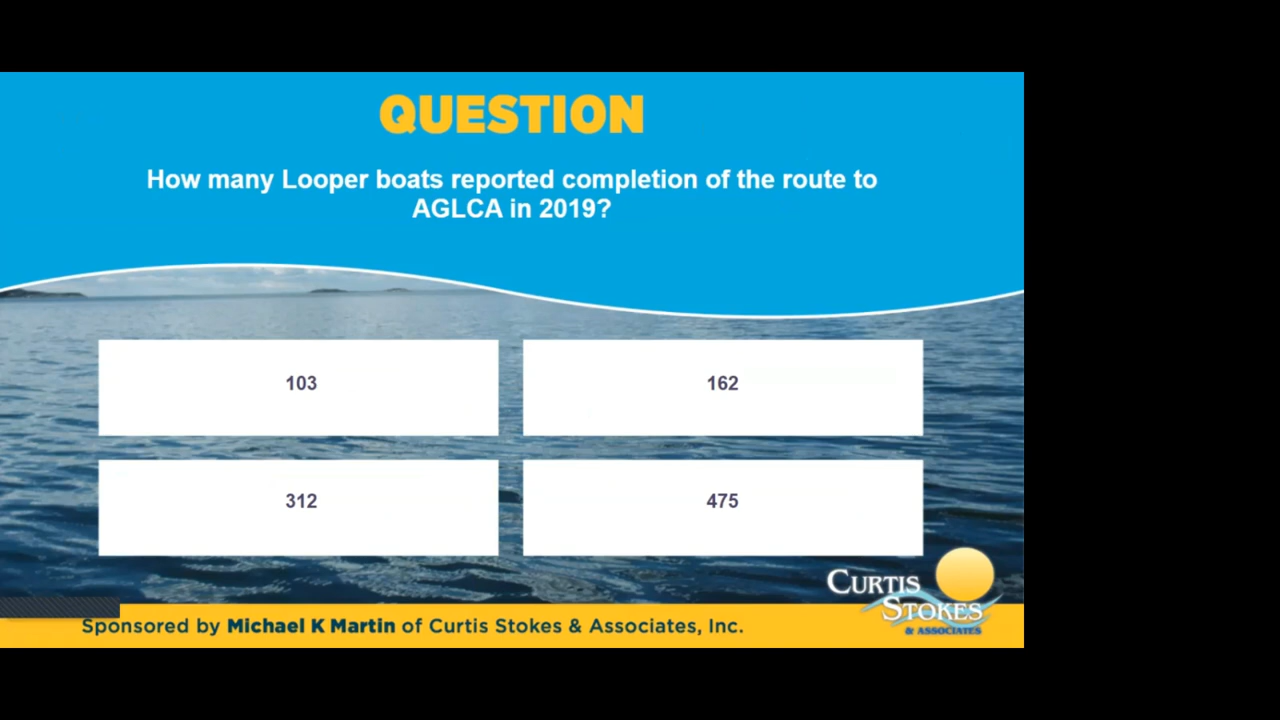 QUESTION
How many Looper boats reported completion of the route to
AGLCA in 2019?
103
162
312
475
CURTIS
STOKES
& ASSOCIATES
Sponsored by Michael K Martin of Curtis Stokes & Associates, Inc.